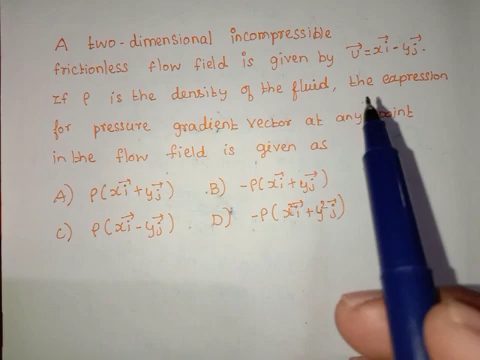 A two-dimensional incompressible
frictionless flow field is given by u⃗ = xi⃗ - yj⃗.
If ρ is the density of the fluid, the expression
for pressure gradient vector at any point
in the flow field is given as
A) ρ(xi⃗ + yj⃗) B) -ρ(xi⃗ + yj⃗)
C) ρ(xi⃗ - yj⃗) . D) -ρ(x²i⃗ + y²j⃗)